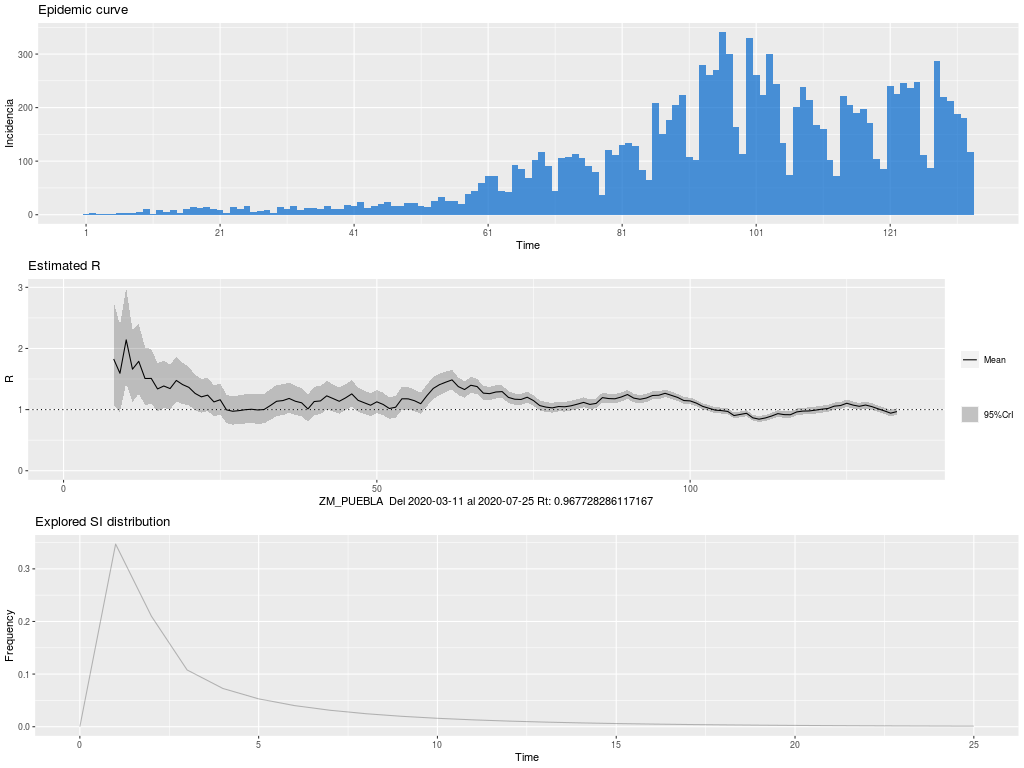 Epidemic curve
Incidencia
300
200
100
0
1 21 41 61 81 101 121
Time
Estimated R
R
3
2
1
0
0 50 100
Mean
95%CrI
ZM_PUEBLA Del 2020-03-11 al 2020-07-25 Rt: 0.967728286117167
Explored SI distribution
Frequency
0.3
0.2
0.1
0.0
0 5 10 15 20 25
Time